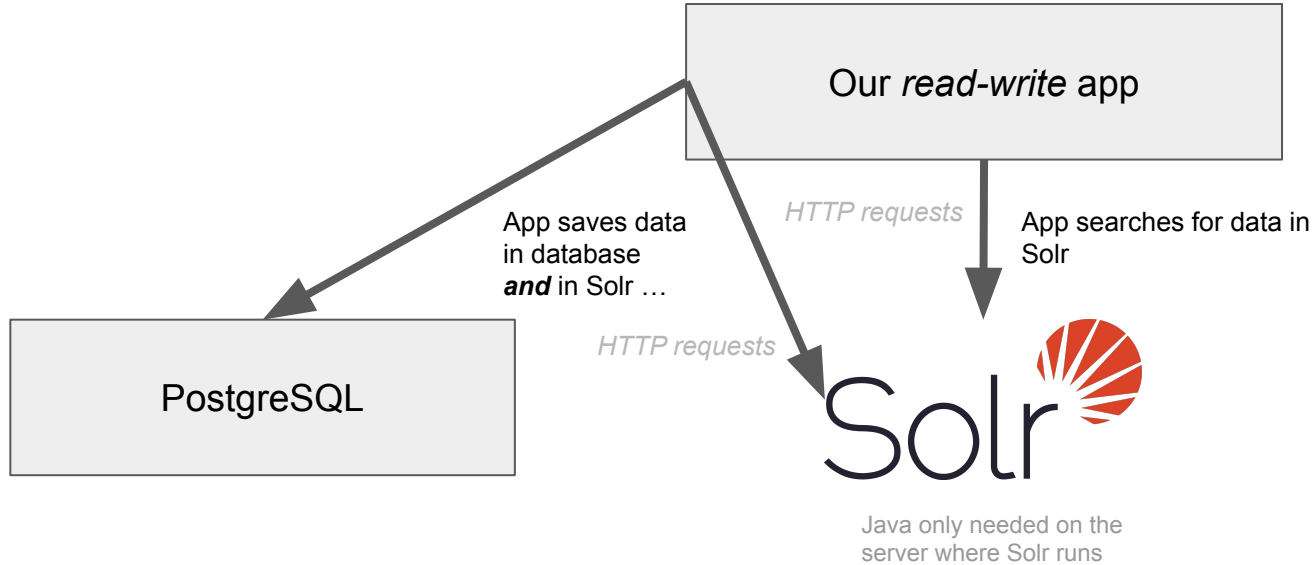 Our read-write app
HTTP requests
App searches for data in
Solr
App saves data
in database
and in Solr …
HTTP requests
PostgreSQL
Solr
Java only needed on the
server where Solr runs